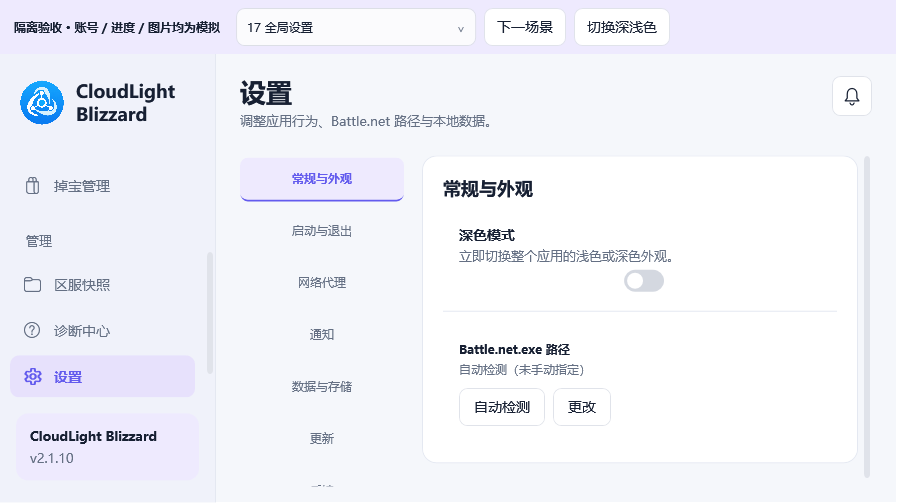 隔离验收 • 账号 / 进度 / 图片均为模拟
17 全局设置
下一场景
切换深浅色
CloudLight
Blizzard
掉宝管理
管理
区服快照
诊断中心
设置
CloudLight Blizzard
v2.1.10
设置
调整应用行为、Battle.net 路径与本地数据。
常规与外观
启动与退出
网络代理
通知
数据与存储
更新
常规与外观
深色模式
立即切换整个应用的浅色或深色外观。
Battle.net.exe 路径
自动检测（未手动指定）
自动检测
更改